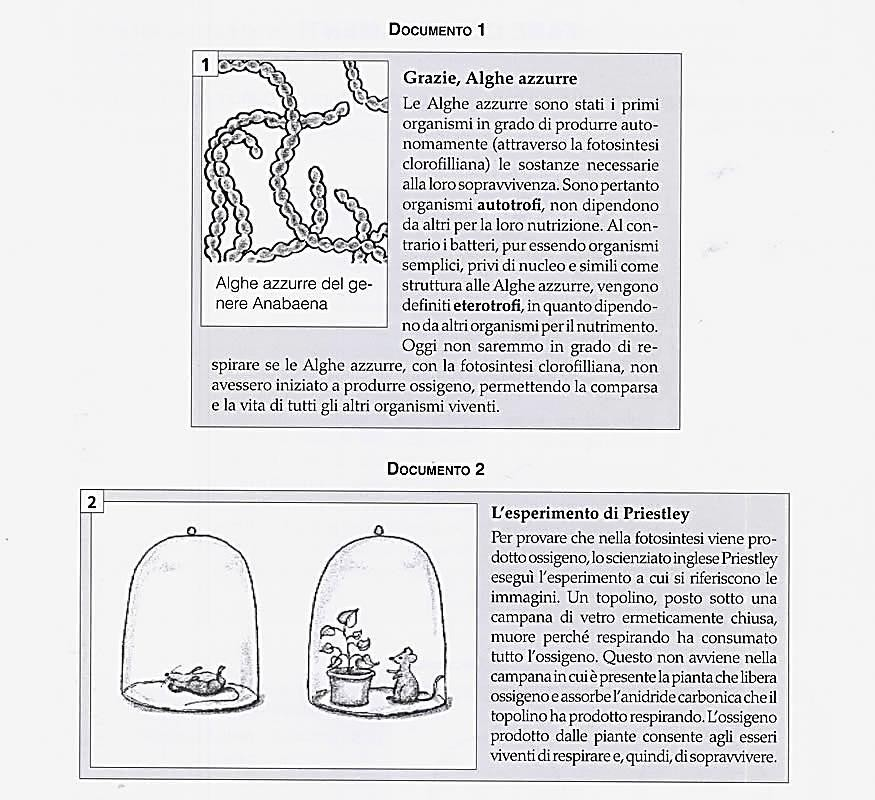 DOCUMENTO 1
1
Grazie, Alghe azzurre
Le Alghe azzurre sono stati i primi
organismi in grado di produrre auto-
nomamente (attraverso la fotosintesi
clorofilliana) le sostanze necessarie
alla loro sopravvivenza. Sono pertanto
organismi autotrofi, non dipendono
da altri per la loro nutrizione. Al con-
trario i batteri, pur essendo organismi
semplici, privi di nucleo e simili come
struttura alle Alghe azzurre, vengono
definiti eterotrofi, in quanto dipendo-
no da altri organismi per il nutrimento.
Oggi non saremmo in grado di re-
spirare se le Alghe azzurre, con la fotosintesi clorofilliana, non
avessero iniziato a produrre ossigeno, permettendo la comparsa
e la vita di tutti gli altri organismi viventi.
Alghe azzurre del ge-
nere Anabaena
DOCUMENTO 2
2
L'esperimento di Priestley
Per provare che nella fotosintesi viene pro-
dotto ossigeno, lo scienziato inglese Priestley
eseguì l'esperimento a cui si riferiscono le
immagini. Un topolino, posto sotto una
campana di vetro ermeticamente chiusa,
muore perché respirando ha consumato
tutto l'ossigeno. Questo non avviene nella
campana in cui è presente la pianta che libera
ossigeno e assorbe l'anidride carbonica che il
topolino ha prodotto respirando. L'ossigeno
prodotto dalle piante consente agli esseri
viventi di respirare e, quindi, di sopravvivere.